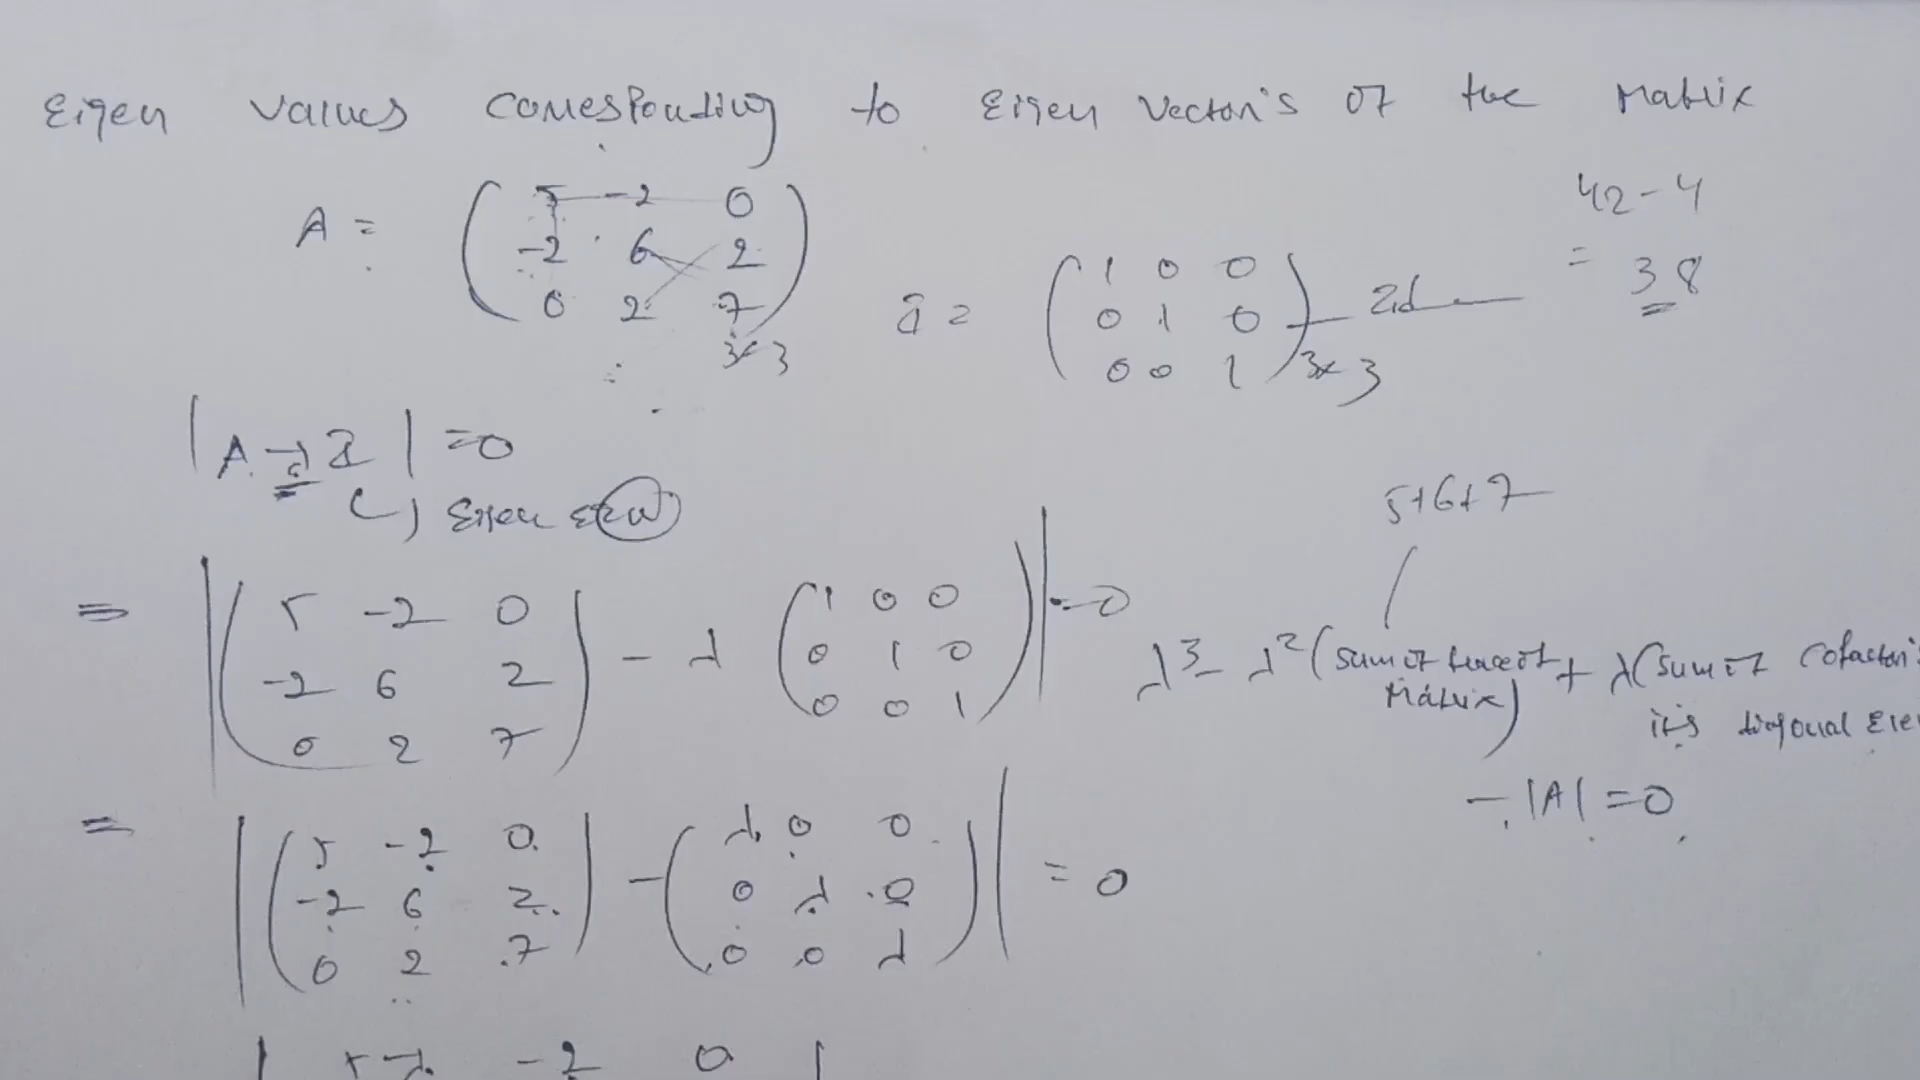 Eigen values corresponding to Eigen Vector's of the Matrix
A = ( 5 -2 0
-2 6 2
0 2 7 ) 3×3
I = ( 1 0 0
0 1 0
0 0 1 ) 3×3
42-4
= 38
|A-λI| = 0
5+6+7
=> | ( 5 -2 0
-2 6 2
0 2 7 ) - λ ( 1 0 0
0 1 0
0 0 1 ) | = 0
λ³ - λ² (sum of trace of Matrix) + λ (sum of cofactor's
its diagonal Ele
- |A| = 0
= | ( 5 -2 0
-2 6 2
0 2 7 ) - ( λ 0 0
0 λ 0
0 0 λ ) | = 0
| 5-λ -2 0 |